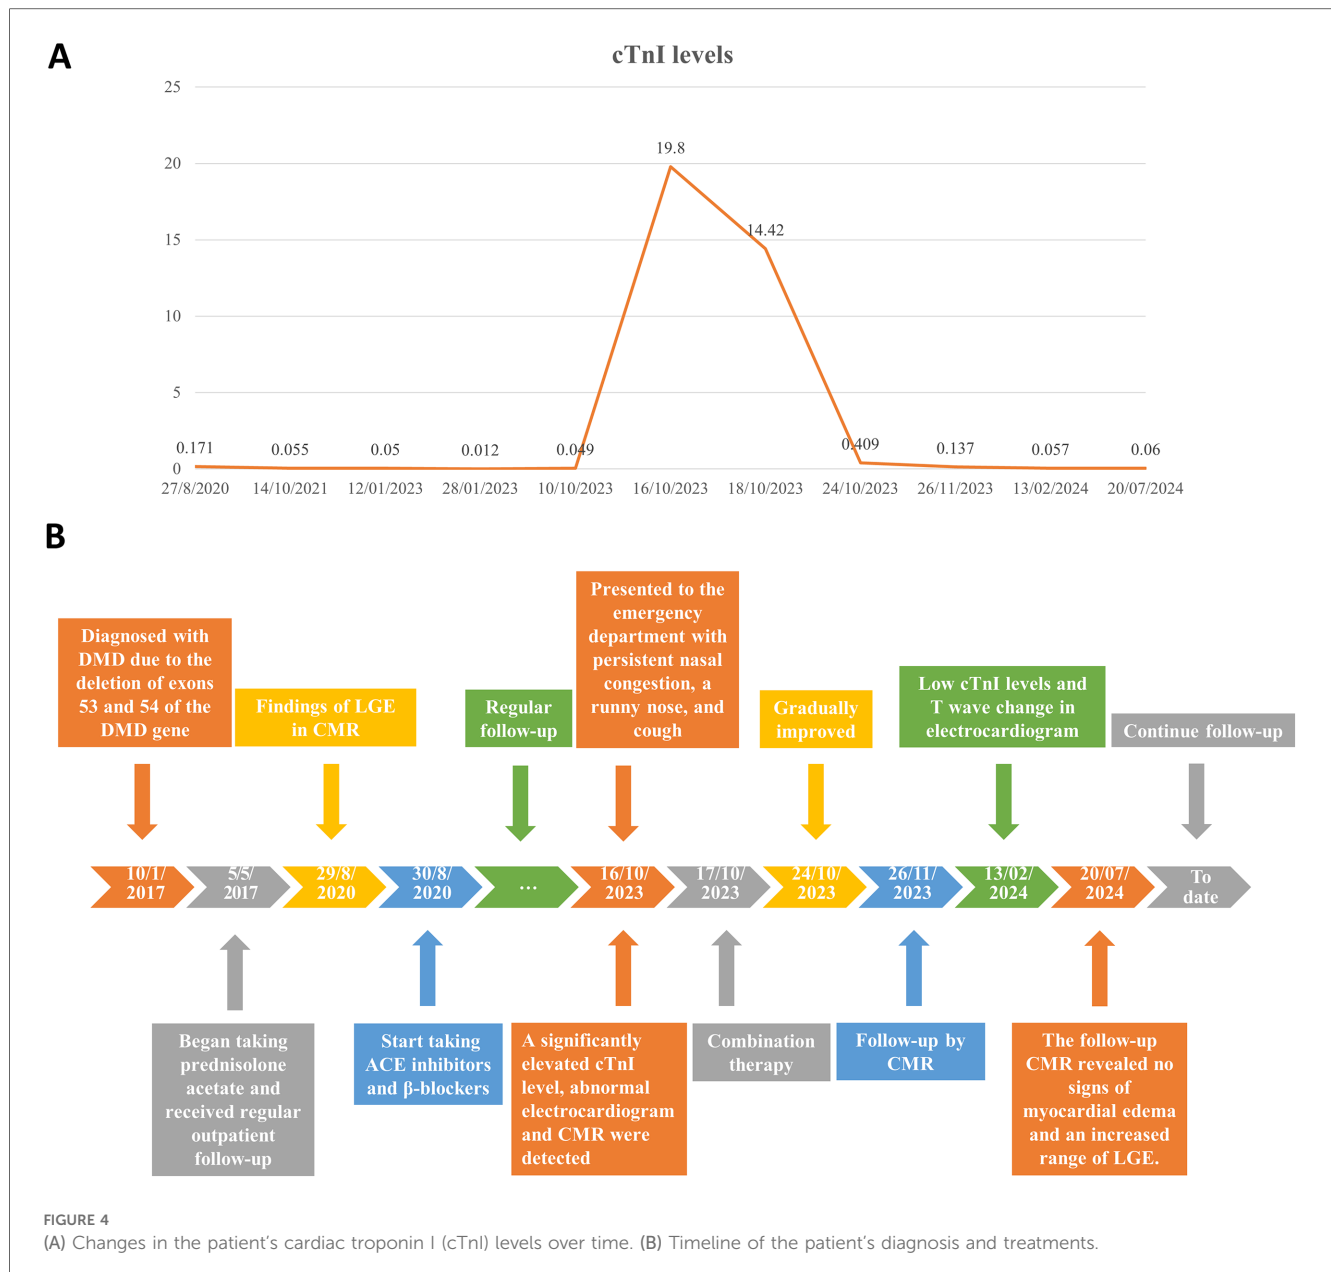 A
cTnI levels
25
20
15
10
5
0
0.171
0.055
0.05
0.012
0.049
19.8
14.42
0.409
0.137
0.057
0.06
27/8/2020
14/10/2021
12/01/2023
28/01/2023
10/10/2023
16/10/2023
18/10/2023
24/10/2023
26/11/2023
13/02/2024
20/07/2024
B
Diagnosed with
DMD due to the
deletion of exons
53 and 54 of the
DMD gene
Findings of LGE
in CMR
Regular
follow-up
Presented to the
emergency
department with
persistent nasal
congestion, a
runny nose, and
cough
Gradually
improved
Low cTnI levels and
T wave change in
electrocardiogram
Continue follow-up
10/1/
2017
5/5/
2017
29/8/
2020
30/8/
2020
…
16/10/
2023
17/10/
2023
24/10/
2023
26/11/
2023
13/02/
2024
20/07/
2024
To
date
Began taking
prednisolone
acetate and
received regular
outpatient
follow-up
Start taking
ACE inhibitors
and β-blockers
A significantly
elevated cTnI
level, abnormal
electrocardiogram
and CMR were
detected
Combination
therapy
Follow-up by
CMR
The follow-up
CMR revealed no
signs of
myocardial edema
and an increased
range of LGE.
FIGURE 4
(A) Changes in the patient's cardiac troponin I (cTnI) levels over time. (B) Timeline of the patient's diagnosis and treatments.